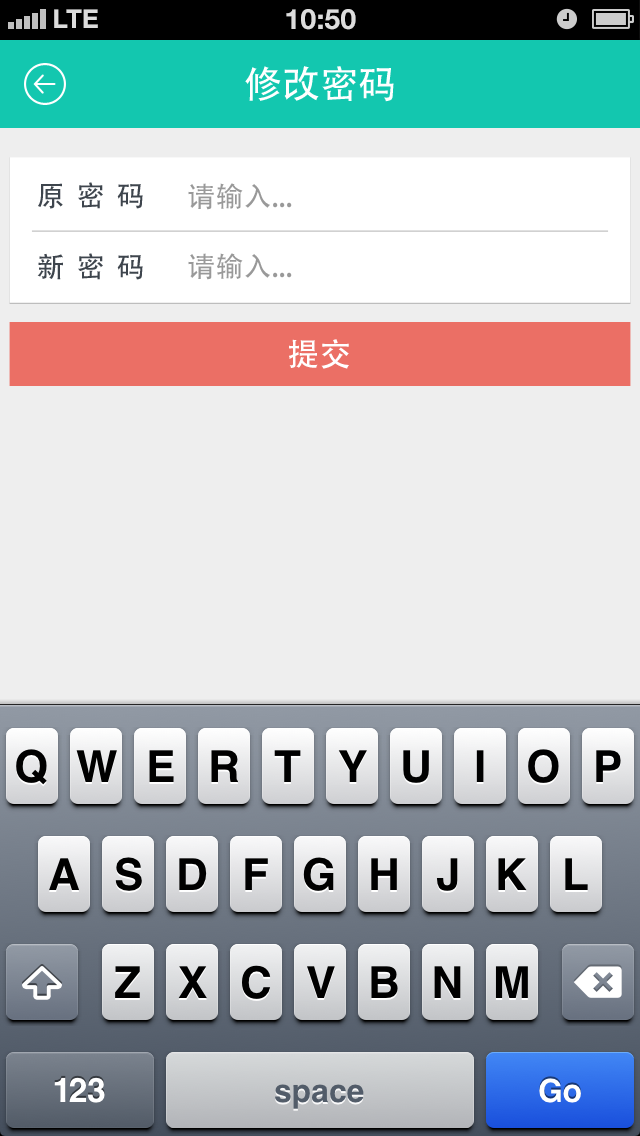 LTE 10:50
修改密码
原 密 码 请输入...
新 密 码 请输入...
提交
Q W E R T Y U I O P
A S D F G H J K L
Z X C V B N M
123 space Go